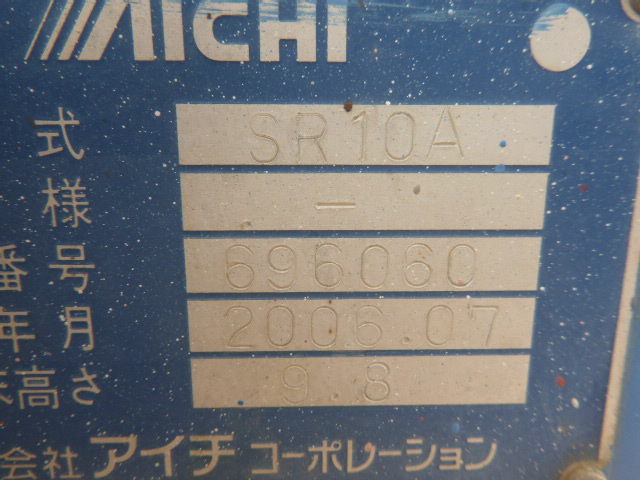 AICHI
式 SR10A
様 －
番号 696060
年月 2006.07
高さ 9.8
会社 アイチ コーポレーション